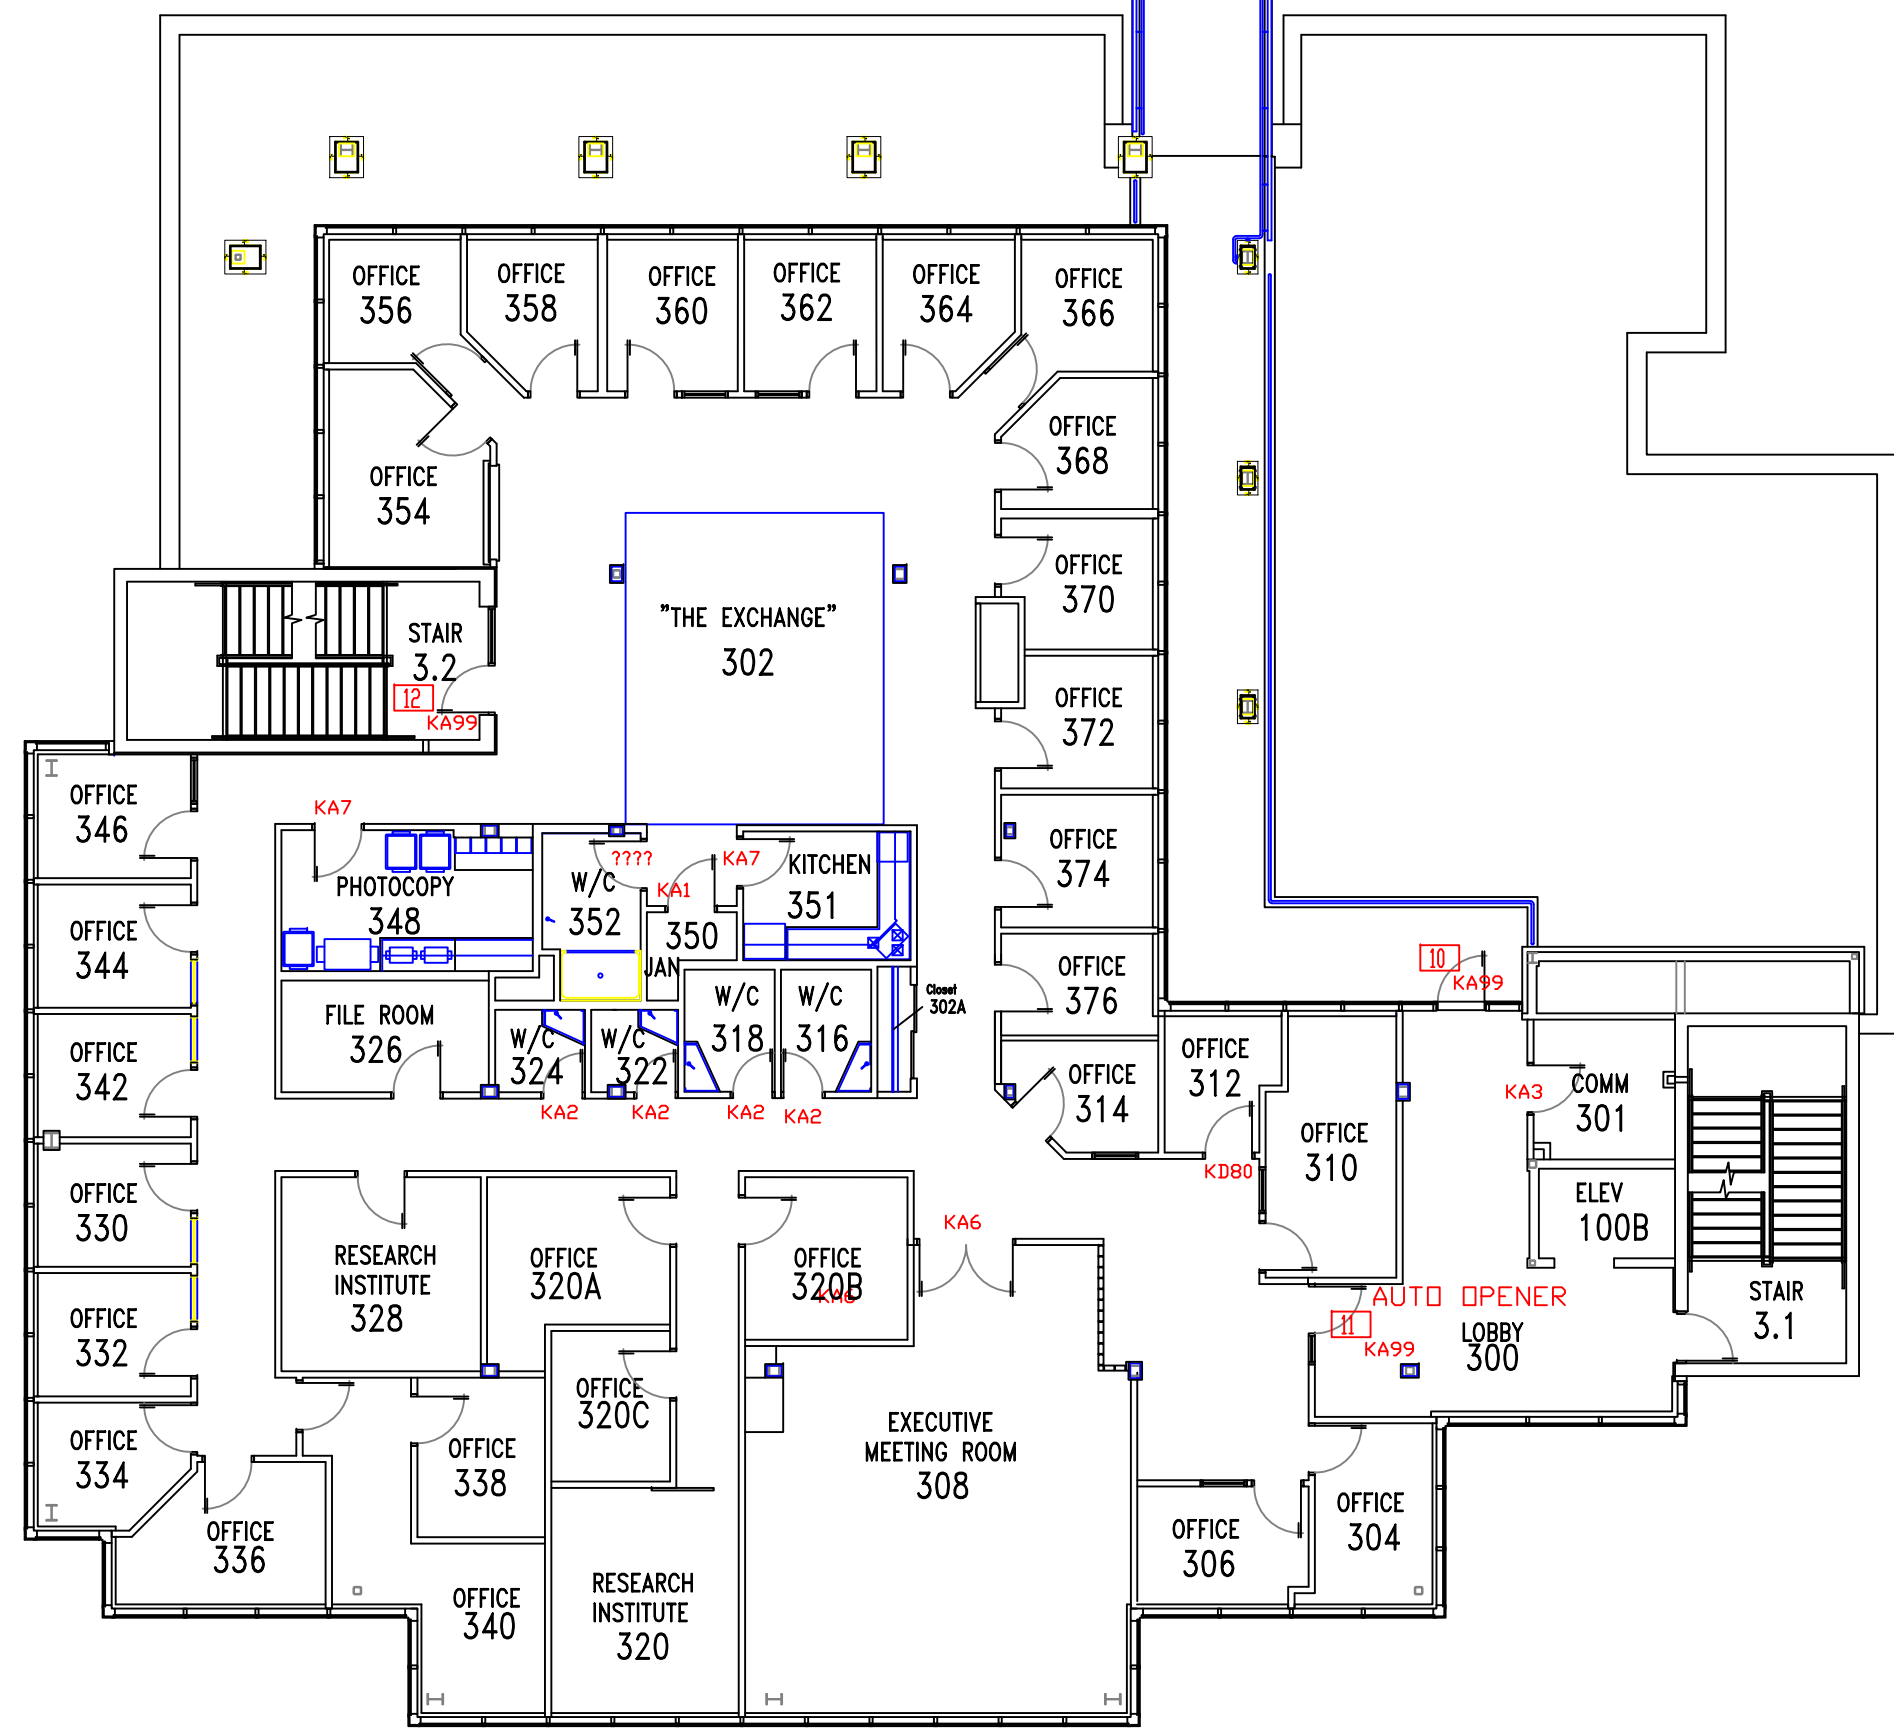 OFFICE
356
OFFICE
358
OFFICE
360
OFFICE
362
OFFICE
364
OFFICE
366
OFFICE
354
OFFICE
368
OFFICE
370
"THE EXCHANGE"
302
STAIR
3.2
12
KA99
OFFICE
372
OFFICE
346
KA7
PHOTOCOPY
348
????
W/C
352
KA1
KA7
KITCHEN
351
350
JAN
OFFICE
374
OFFICE
344
OFFICE
376
Closet
302A
10
KA99
FILE ROOM
326
W/C
324
W/C
322
W/C
318
W/C
316
KA2
KA2
KA2
KA2
OFFICE
342
OFFICE
314
OFFICE
312
KD80
OFFICE
310
KA3
COMM
301
ELEV
100B
OFFICE
330
RESEARCH
INSTITUTE
328
OFFICE
320A
OFFICE
320B
KA6
KA6
AUTO OPENER
11
KA99
LOBBY
300
STAIR
3.1
OFFICE
332
OFFICE
320C
OFFICE
334
OFFICE
338
EXECUTIVE
MEETING ROOM
308
OFFICE
336
OFFICE
306
OFFICE
304
OFFICE
340
RESEARCH
INSTITUTE
320